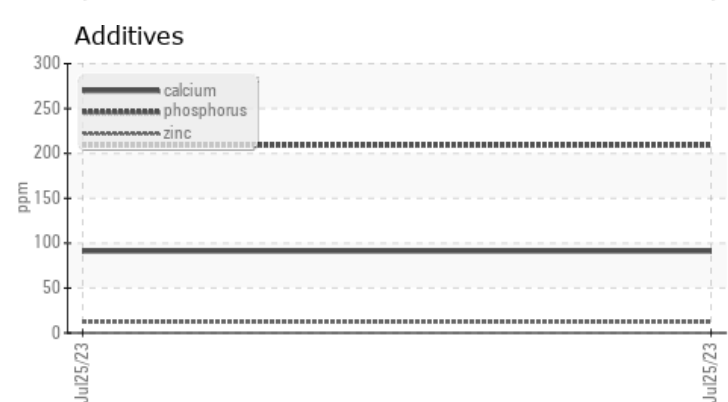 Additives
300
250
200
150
100
50
0
ppm
calcium
phosphorus
zinc
Jul25/23
Jul25/23